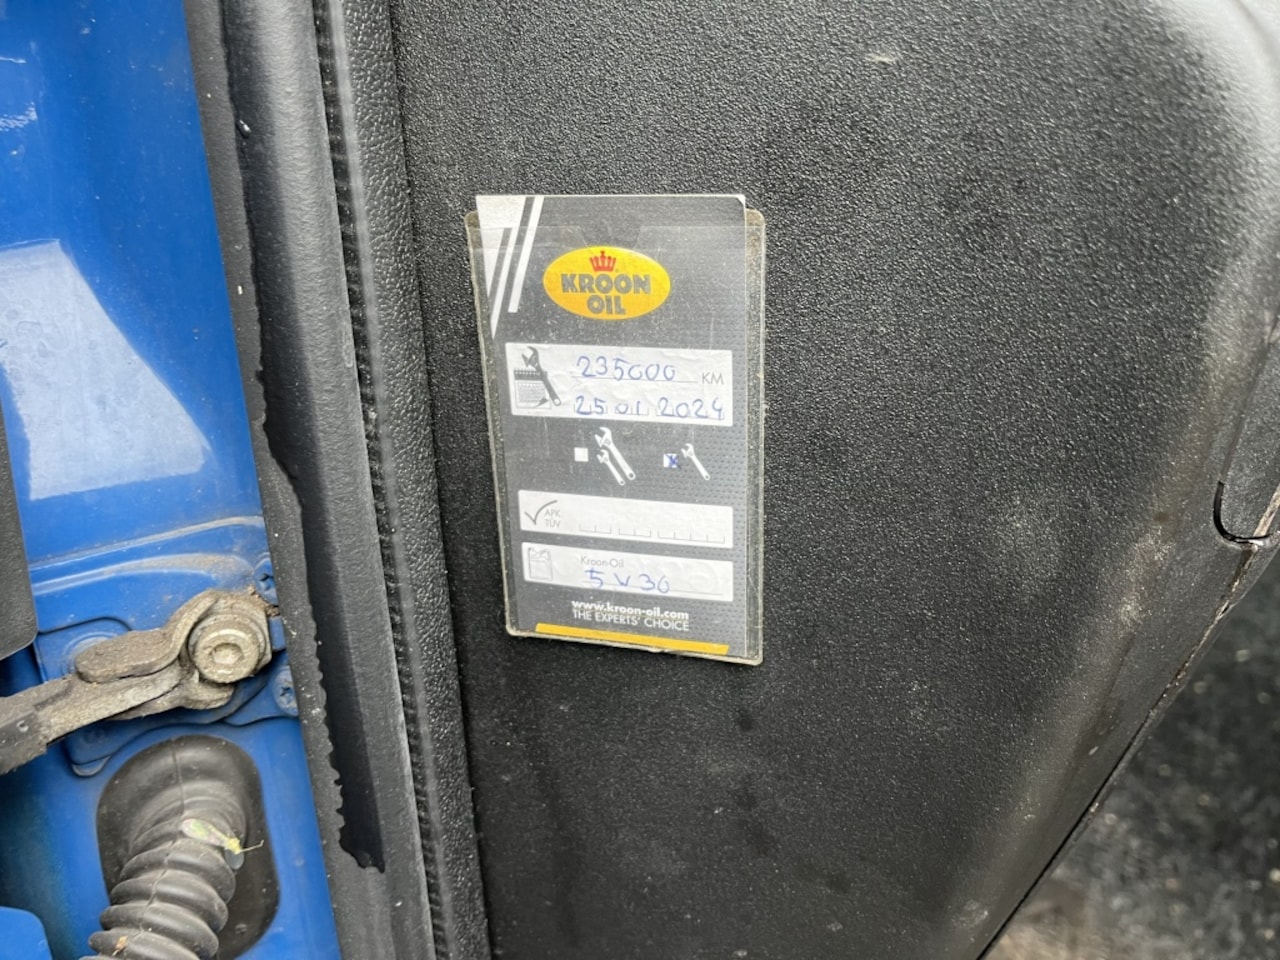 KROON
OIL
235000 KM
25 01 2024
APK
TÜV
Kroon-Oil
5W30
www.kroon-oil.com
THE EXPERTS' CHOICE